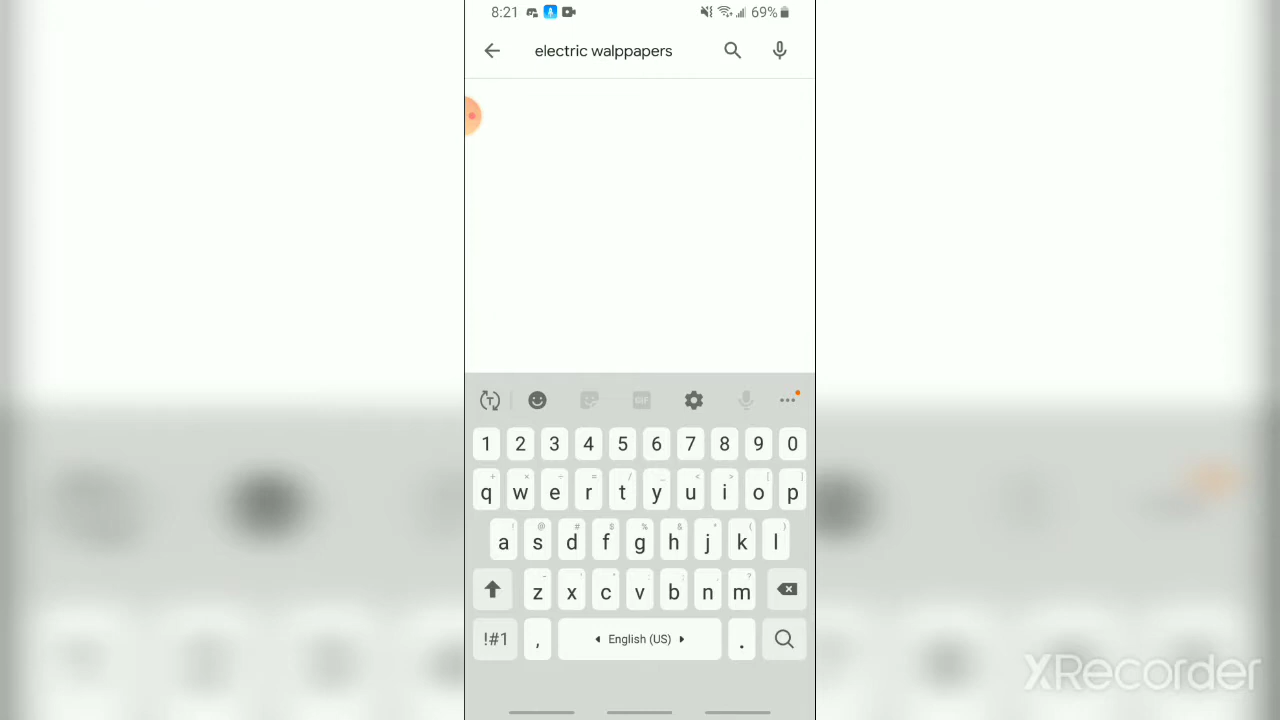 8:21 69%
electric walppapers
GIF
1 2 3 4 5 6 7 8 9 0
+ × ÷ = / _ < > [ ]
q w e r t y u i o p
! @ # $ % & * ( )
a s d f g h j k l
- ' " : ; , ?
z x c v b n m
!#1 , English (US) .
XRecorder